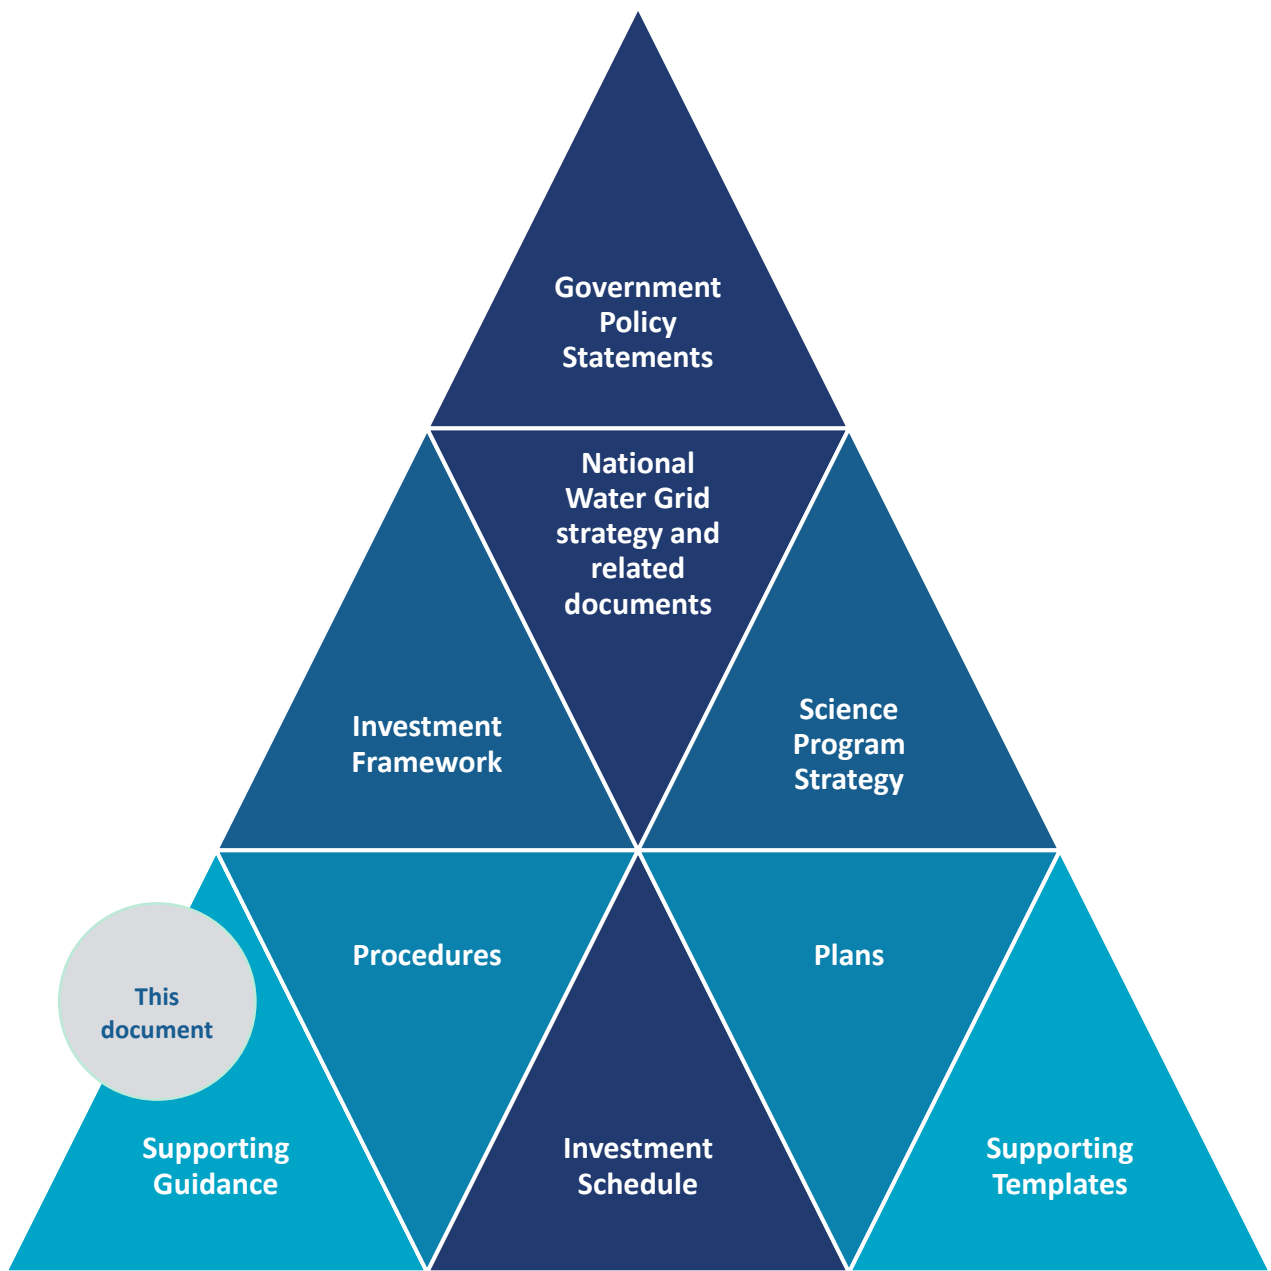 Government
Policy
Statements
National
Water Grid
strategy and
related
documents
Investment
Framework
Science
Program
Strategy
Procedures
Plans
This
document
Supporting
Guidance
Investment
Schedule
Supporting
Templates